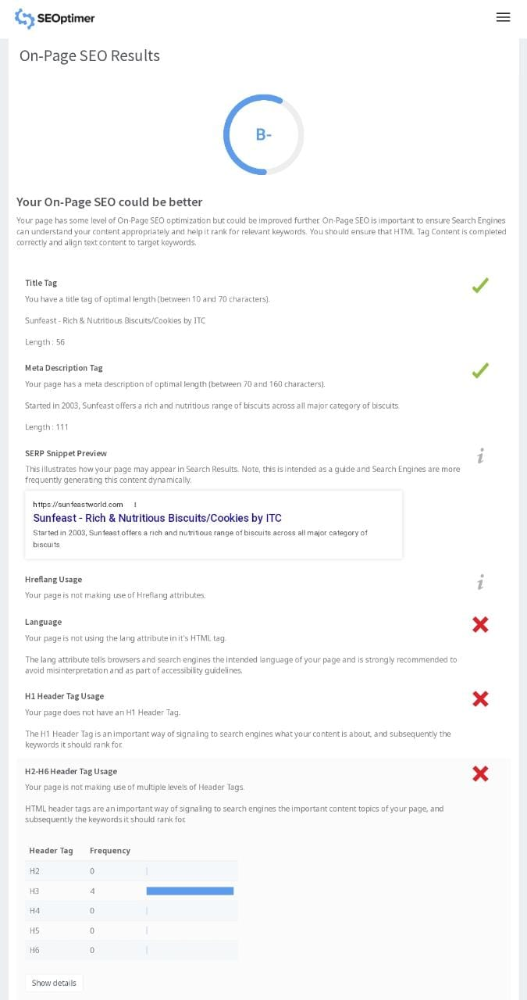 SEOptimer
On-Page SEO Results
B-
Your On-Page SEO could be better
Your page has some level of On-Page SEO optimization but could be improved further. On-Page SEO is important to ensure Search Engines
can understand your content appropriately and help it rank for relevant keywords. You should ensure that HTML Tag Content is completed
correctly and align text content to target keywords.
Title Tag
You have a title tag of optimal length (between 10 and 70 characters).
Sunfeast - Rich & Nutritious Biscuits/Cookies by ITC
Length : 56
Meta Description Tag
Your page has a meta description of optimal length (between 70 and 160 characters).
Started in 2003, Sunfeast offers a rich and nutritious range of biscuits across all major category of biscuits.
Length : 111
SERP Snippet Preview
This illustrates how your page may appear in Search Results. Note, this is intended as a guide and Search Engines are more
frequently generating this content dynamically.
https://sunfeastworld.com
Sunfeast - Rich & Nutritious Biscuits/Cookies by ITC
Started in 2003, Sunfeast offers a rich and nutritious range of biscuits across all major category of
biscuits
Hreflang Usage
Your page is not making use of Hreflang attributes.
Language
Your page is not using the lang attribute in it's HTML tag.
The lang attribute tells browsers and search engines the intended language of your page and is strongly recommended to
avoid misinterpretation and as part of accessibility guidelines.
H1 Header Tag Usage
Your page does not have an H1 Header Tag.
The H1 Header Tag is an important way of signaling to search engines what your content is about, and subsequently the
keywords it should rank for.
H2-H6 Header Tag Usage
Your page is not making use of multiple levels of Header Tags.
HTML header tags are an important way of signaling to search engines the important content topics of your page, and
subsequently the keywords it should rank for.
Header Tag Frequency
H2 0
H3 4
H4 0
H5 0
H6 0
Show details